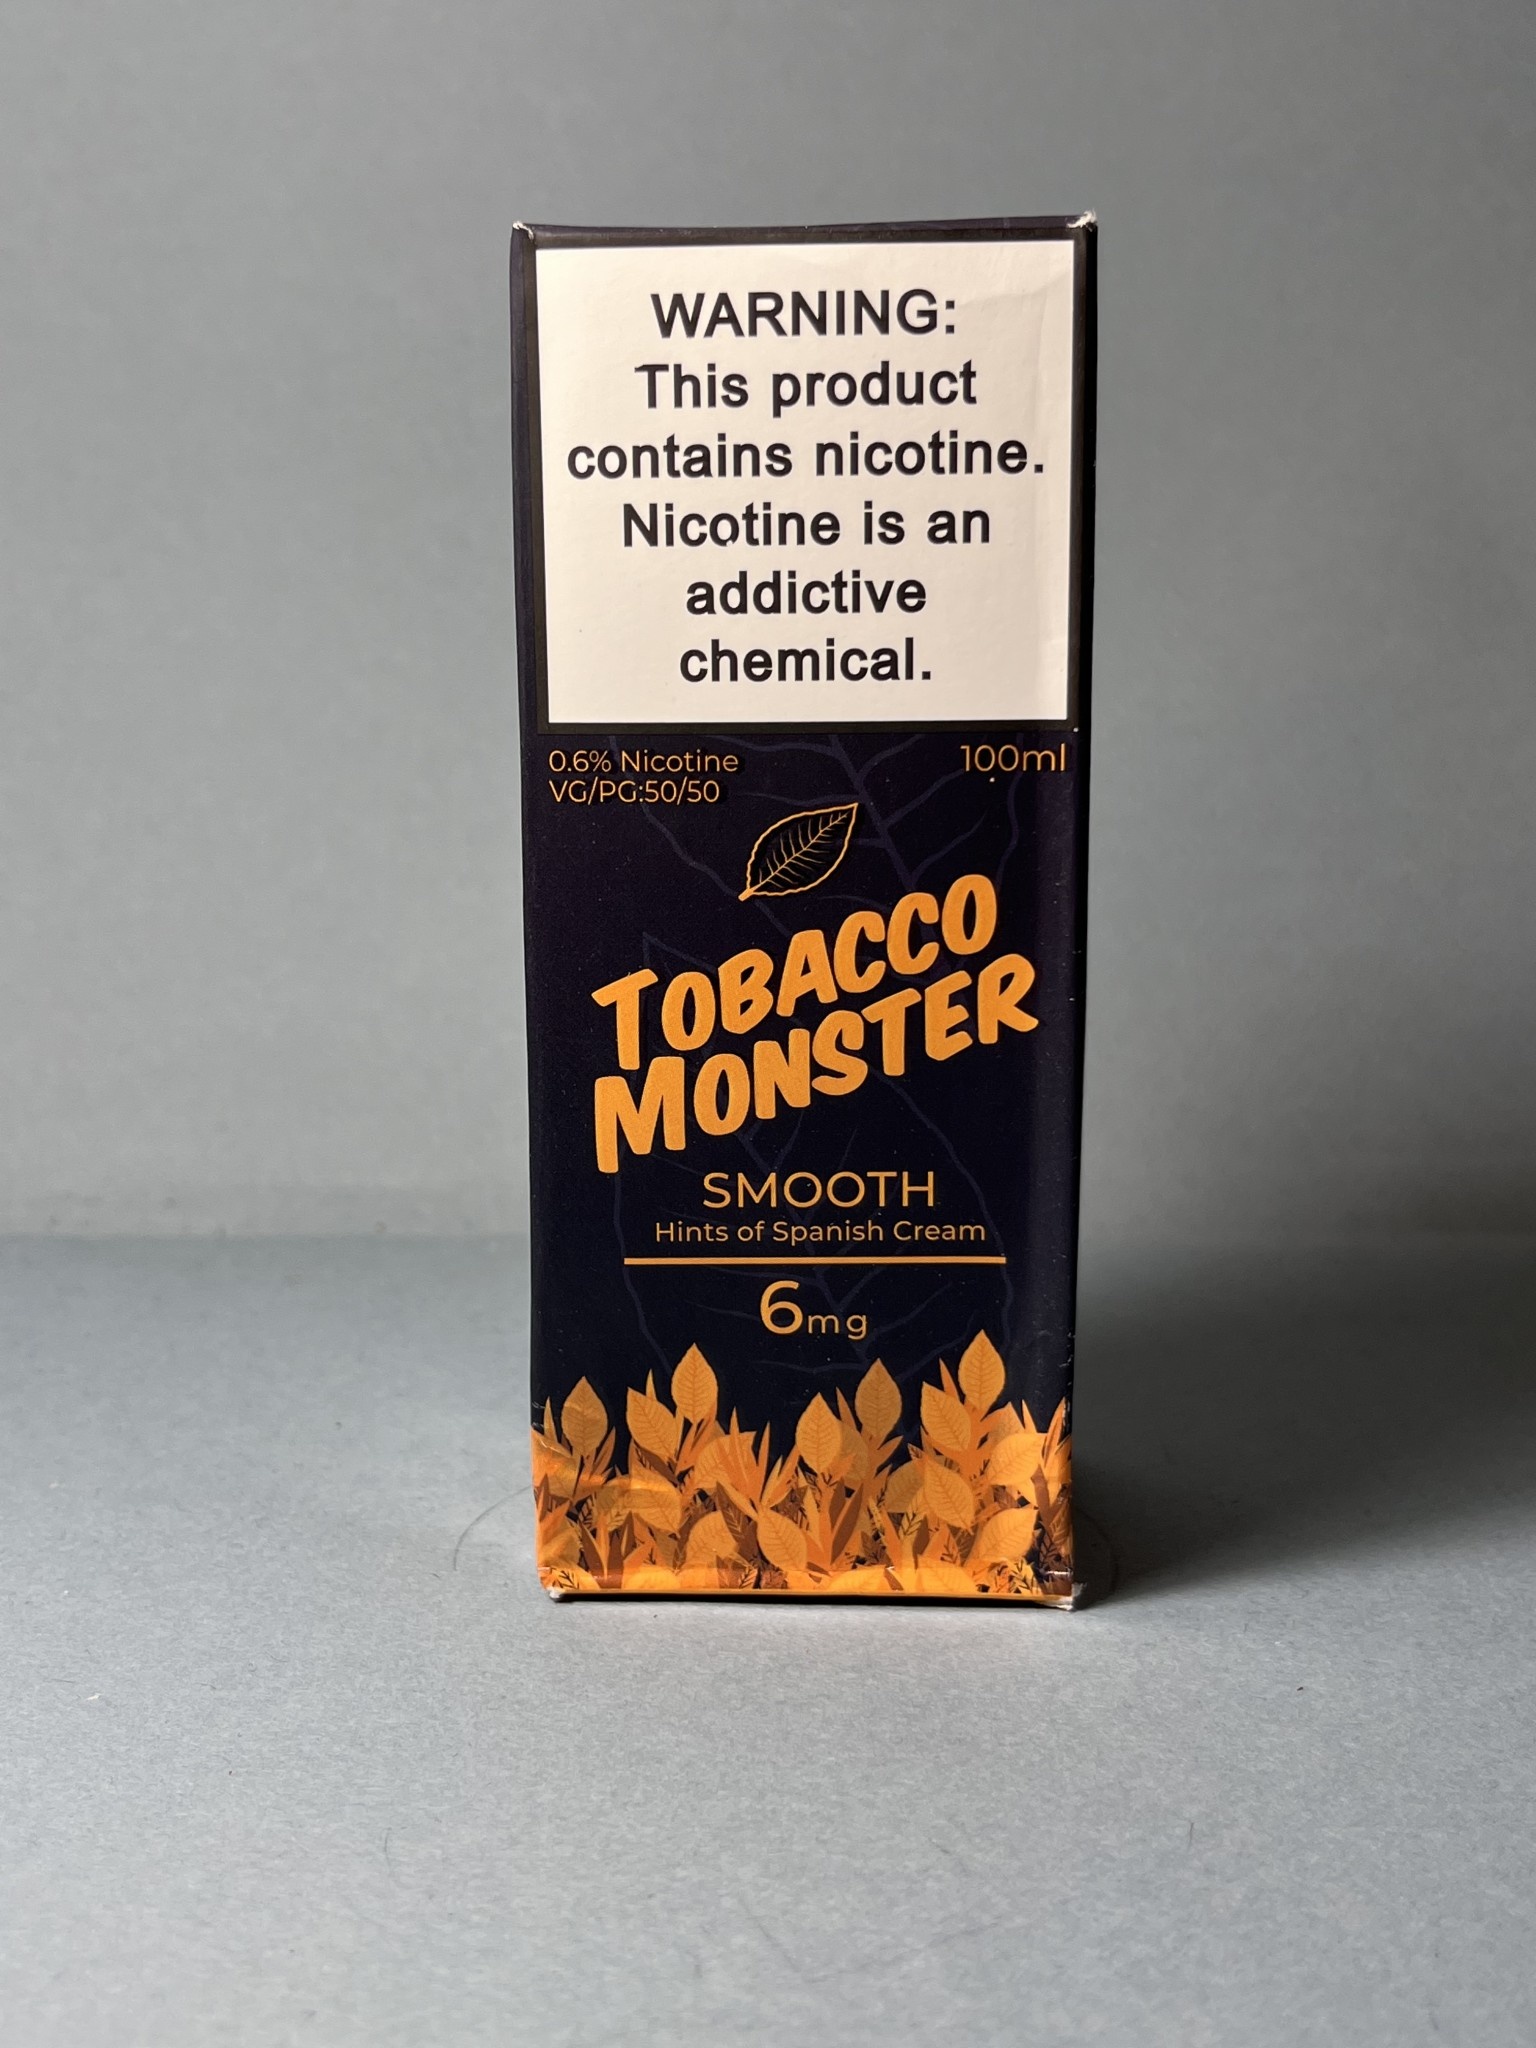 WARNING:
This product
contains nicotine.
Nicotine is an
addictive
chemical.
0.6% Nicotine
100ml
VG/PG:50/50
TOBACCO
MONSTER
SMOOTH
Hints of Spanish Cream
6mg